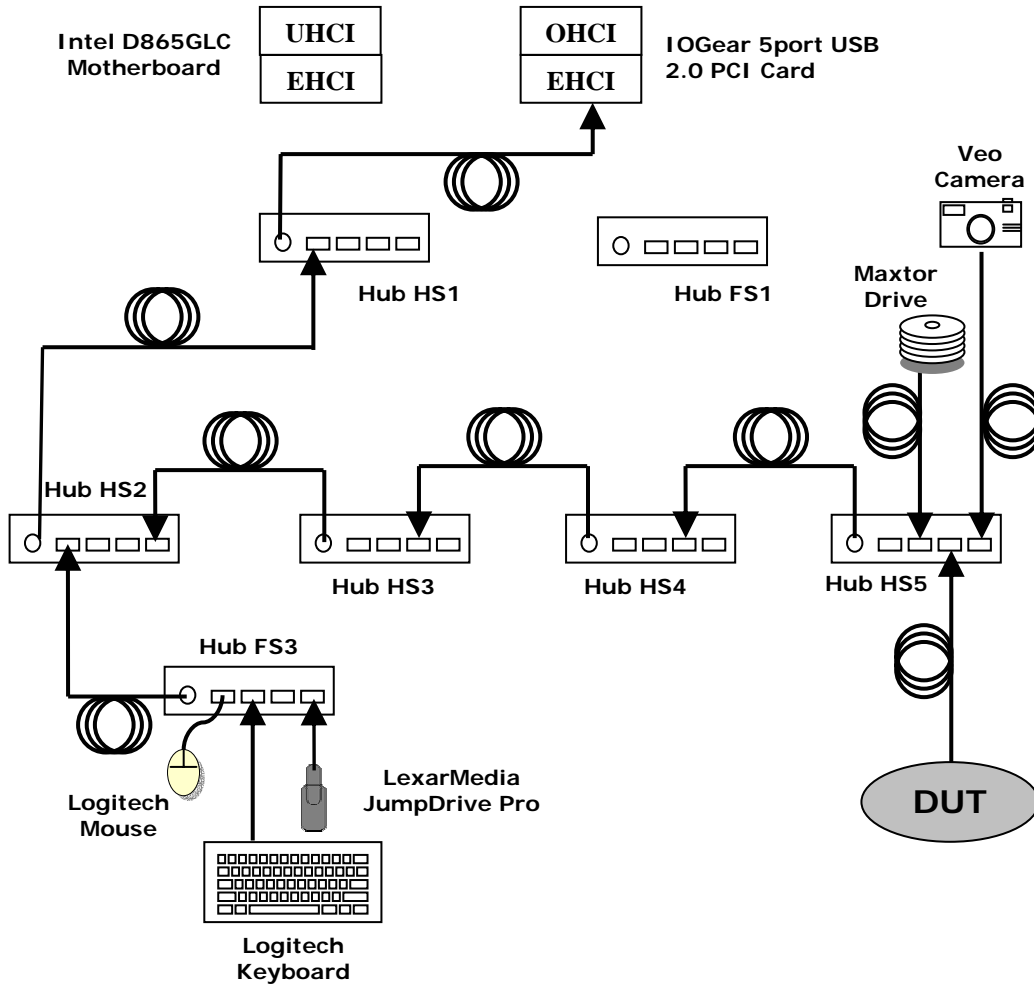 Intel D865GLC
Motherboard
UHCI
EHCI
OHCI
EHCI
IOGear 5port USB
2.0 PCI Card
Veo
Camera
Hub HS1
Hub FS1
Maxtor
Drive
Hub HS2
Hub HS3
Hub HS4
Hub HS5
Hub FS3
Logitech
Mouse
LexarMedia
JumpDrive Pro
DUT
Logitech
Keyboard